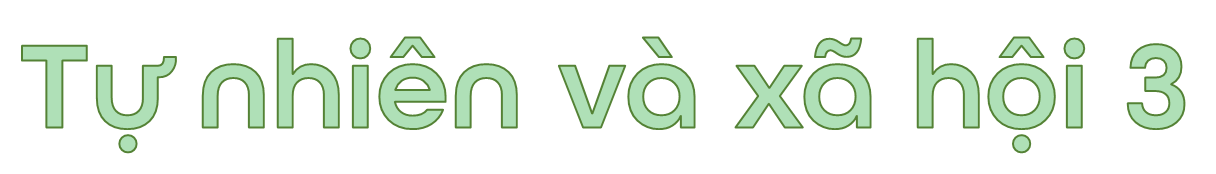 Tự nhiên và xã hội 3